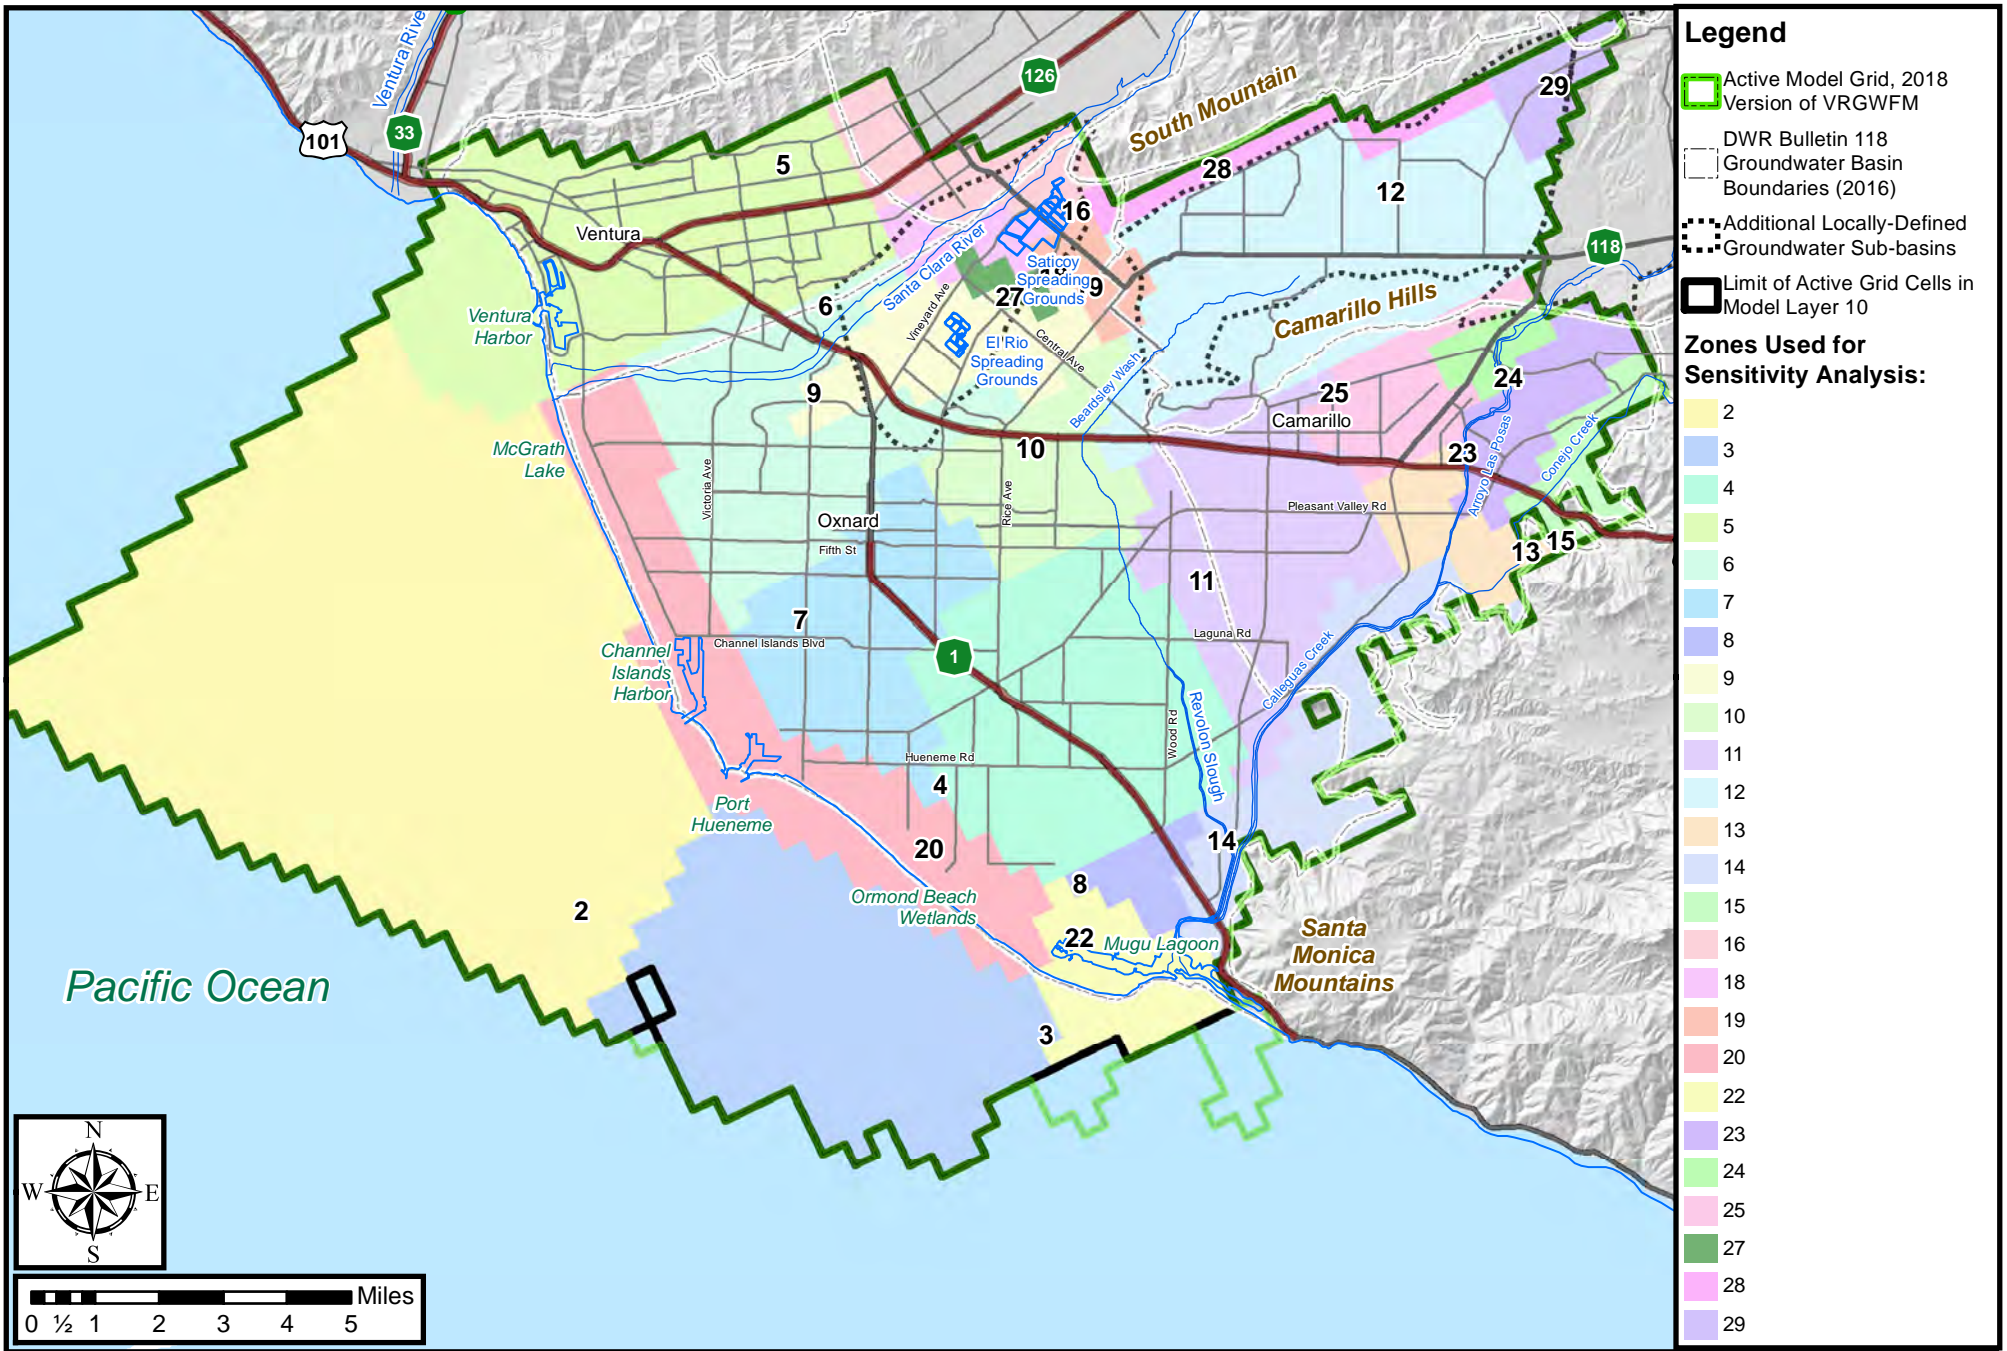 Ventura River
101
33
126
South Mountain
29
5
28
12
16
118
Ventura
Santa Clara River
Saticoy
Spreading
Grounds
18
19
27
6
Vineyard Ave
Camarillo Hills
Ventura
Harbor
El Rio
Spreading
Grounds
Central Ave
Beardsley Wash
9
25
24
Camarillo
10
23
Arroyo Las Posas
Conejo Creek
McGrath
Lake
Victoria Ave
Rice Ave
Pleasant Valley Rd
Oxnard
Fifth St
13
15
11
7
Channel Islands Blvd
Laguna Rd
1
Channel
Islands
Harbor
Calleguas Creek
Revolon Slough
Wood Rd
Hueneme Rd
4
Port
Hueneme
14
20
8
Ormond Beach
Wetlands
2
22
Mugu Lagoon
Santa
Monica
Mountains
Pacific Ocean
3
N
W
E
S
Miles
0 ½ 1 2 3 4 5
Legend
Active Model Grid, 2018
Version of VRGWFM
DWR Bulletin 118
Groundwater Basin
Boundaries (2016)
Additional Locally-Defined
Groundwater Sub-basins
Limit of Active Grid Cells in
Model Layer 10
Zones Used for
Sensitivity Analysis:
2
3
4
5
6
7
8
9
10
11
12
13
14
15
16
18
19
20
22
23
24
25
27
28
29